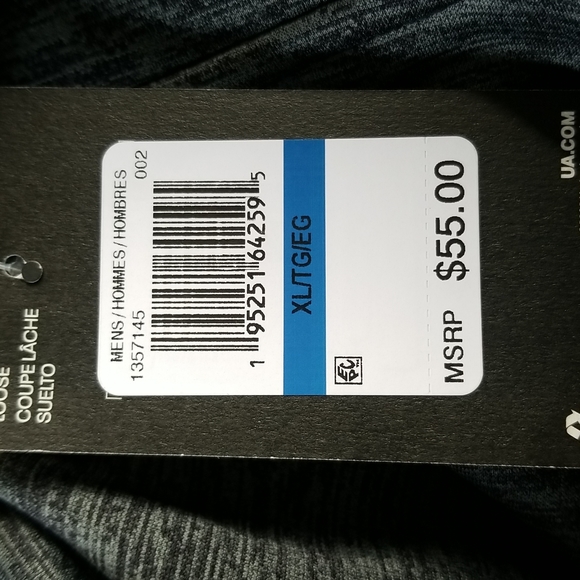 MENS / HOMMES / HOMBRES
1357145 002
1 95251 64259 5
XL/TG/EG
EPC
MSRP $55.00
LOOSE
COUPE LÂCHE
SUELTO
UA.COM